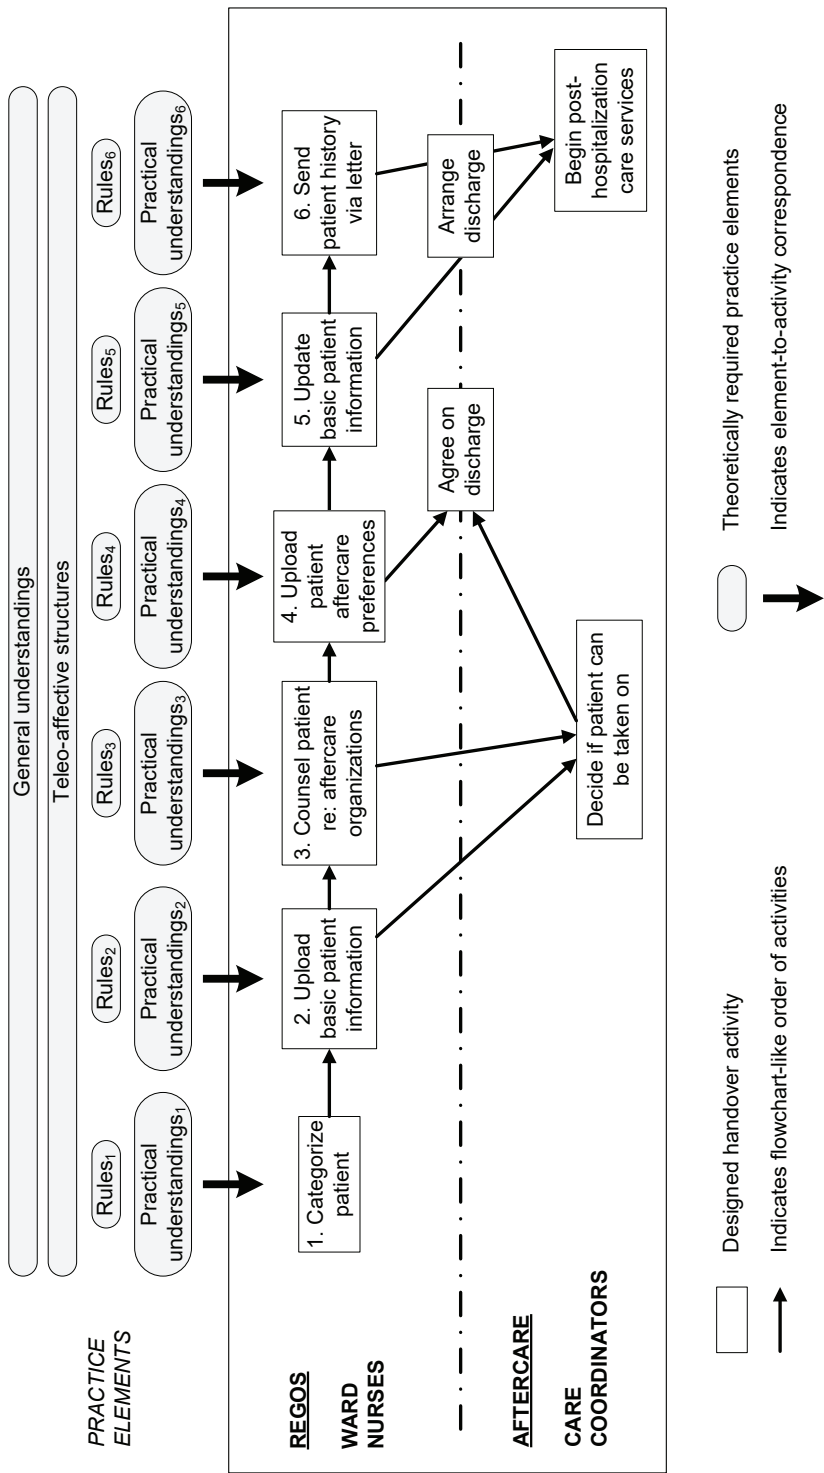 General understandings
Teleo-affective structures
PRACTICE
ELEMENTS
Rules1
Practical
understandings1
Rules2
Practical
understandings2
Rules3
Practical
understandings3
Rules4
Practical
understandings4
Rules5
Practical
understandings5
Rules6
Practical
understandings6
REGOS
WARD
NURSES
1. Categorize
patient
2. Upload
basic patient
information
3. Counsel patient
re: aftercare
organizations
4. Upload
patient
aftercare
preferences
5. Update
basic patient
information
6. Send
patient history
via letter
Agree on
discharge
Arrange
discharge
AFTERCARE
CARE
COORDINATORS
Decide if patient can
be taken on
Begin post-
hospitalization
care services
Designed handover activity
Theoretically required practice elements
Indicates flowchart-like order of activities
Indicates element-to-activity correspondence